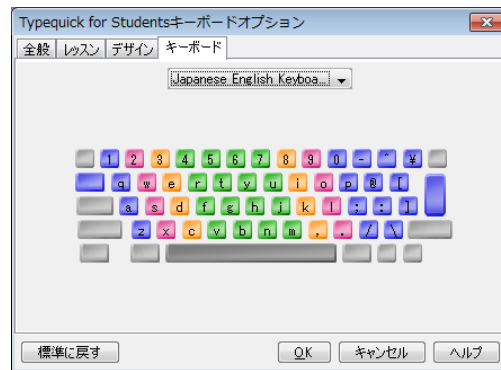 Typequick for Studentsキーボードオプション
全般 レッスン デザイン キーボード
Japanese English Keyboa...
1 2 3 4 5 6 7 8 9 0 - ^ ¥
q w e r t y u i o p @ [
a s d f g h j k l ; : ]
z x c v b n m , . / \
標準に戻す OK キャンセル ヘルプ